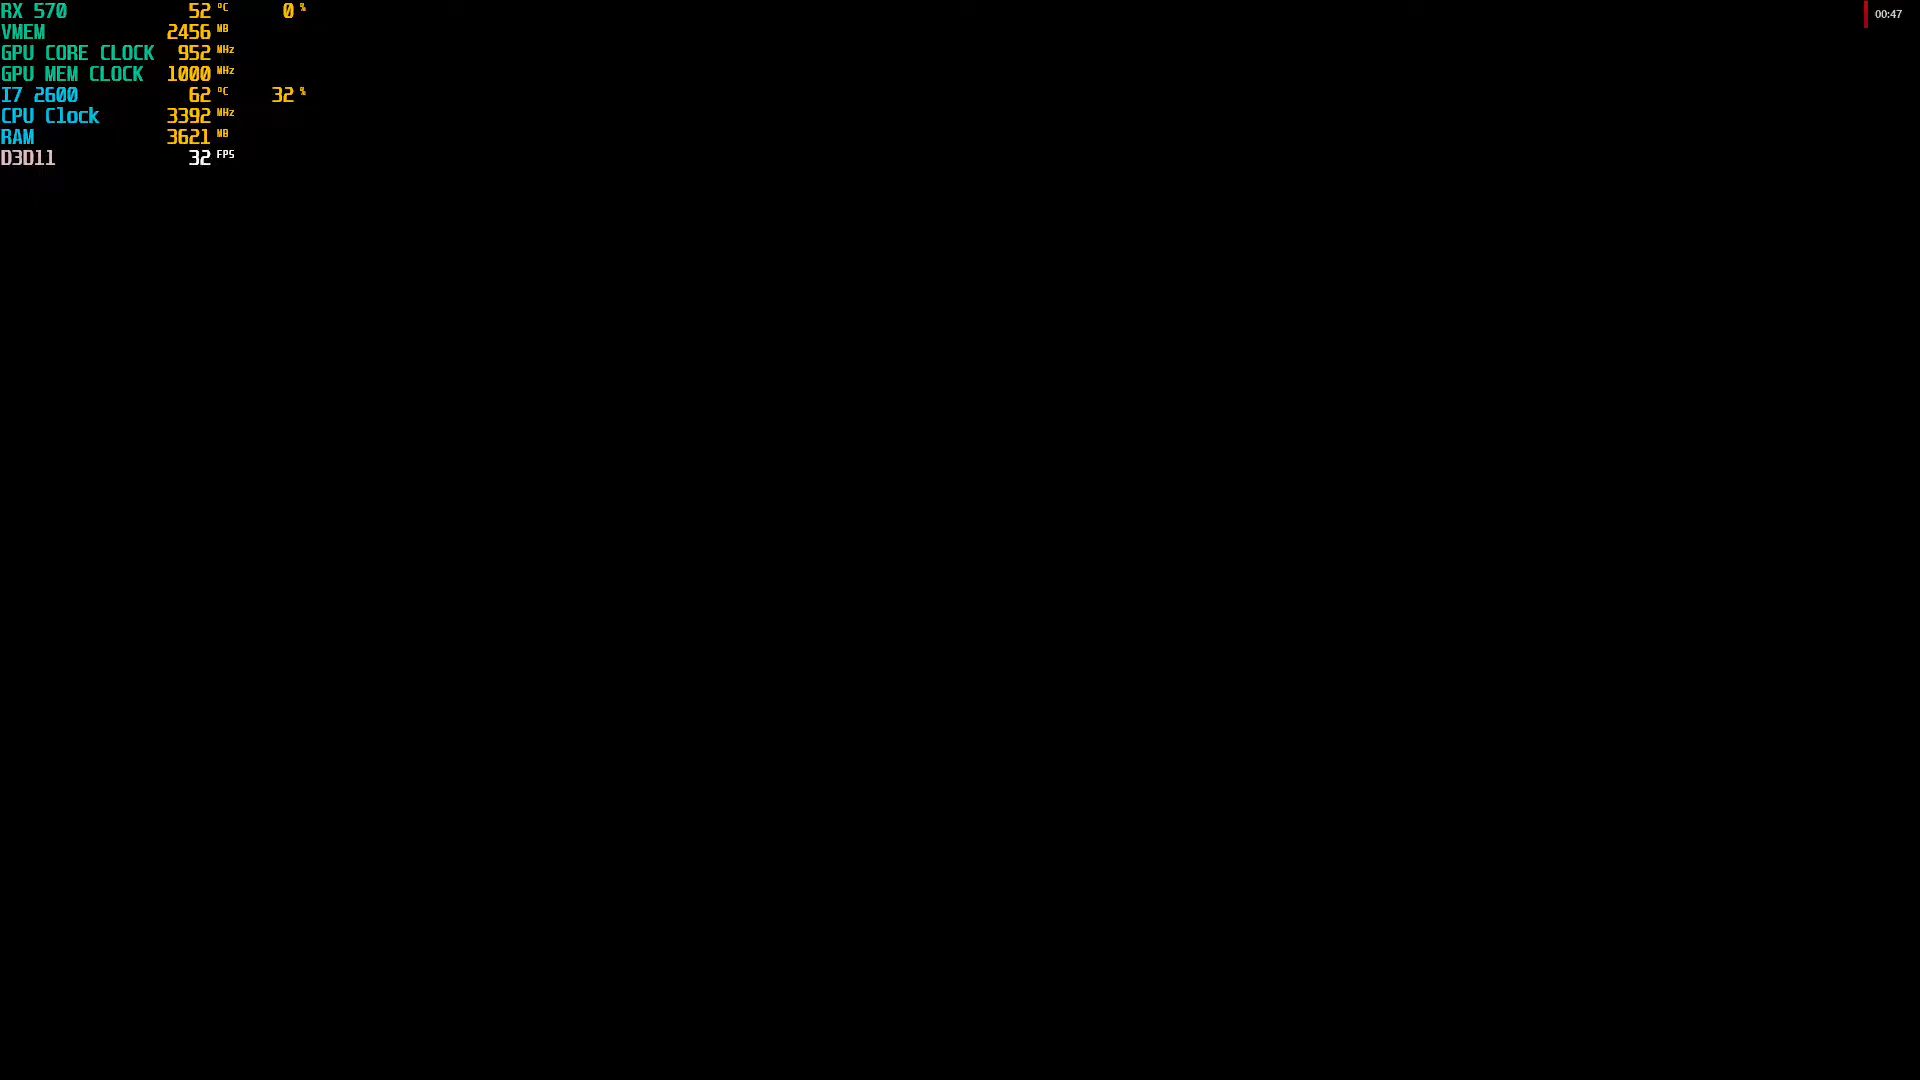 RX 570 52 °C 0 %
VMEM 2456 MB
GPU CORE CLOCK 952 MHz
GPU MEM CLOCK 1000 MHz
I7 2600 62 °C 32 %
CPU Clock 3392 MHz
RAM 3621 MB
D3D11 32 FPS
00:47